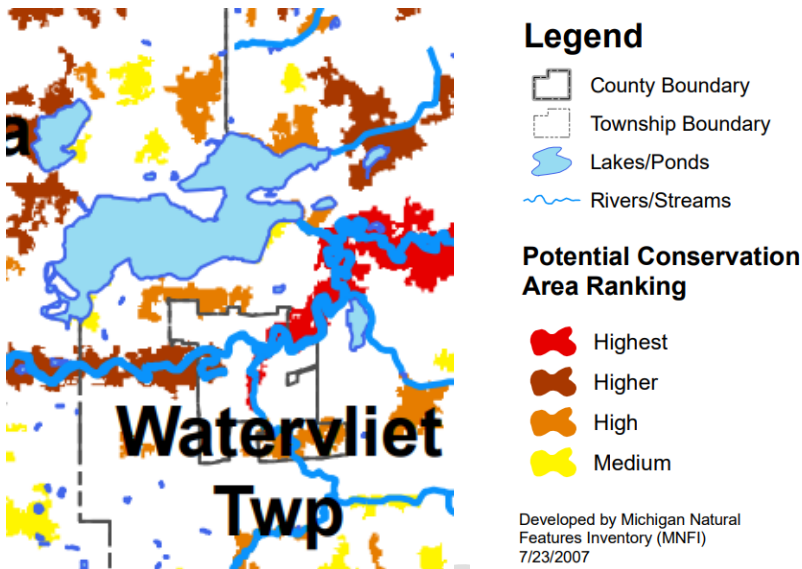 a
Watervliet
Twp
Legend
County Boundary
Township Boundary
Lakes/Ponds
Rivers/Streams
Potential Conservation
Area Ranking
Highest
Higher
High
Medium
Developed by Michigan Natural
Features Inventory (MNFI)
7/23/2007